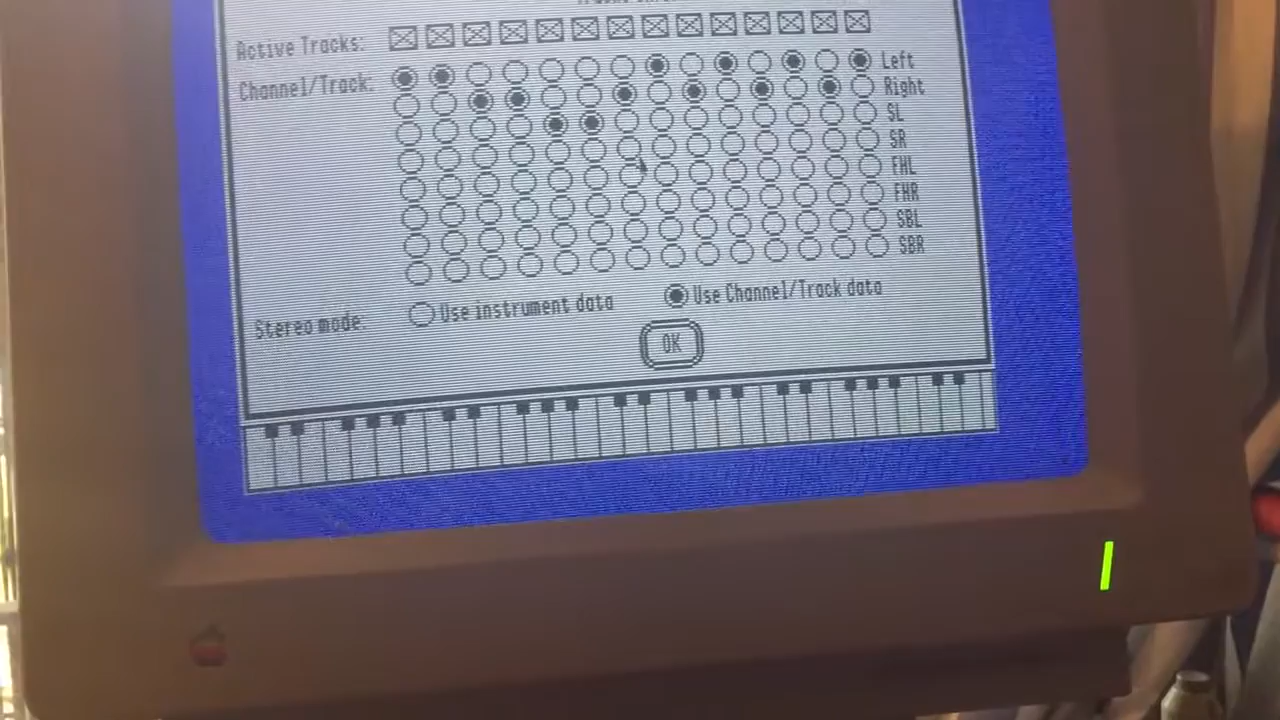 Active Tracks:
Channel/Track:
Left
Right
SL
SR
FHL
FHR
SBL
SBR
Stereo mode:
Use instrument data
Use Channel/Track data
OK